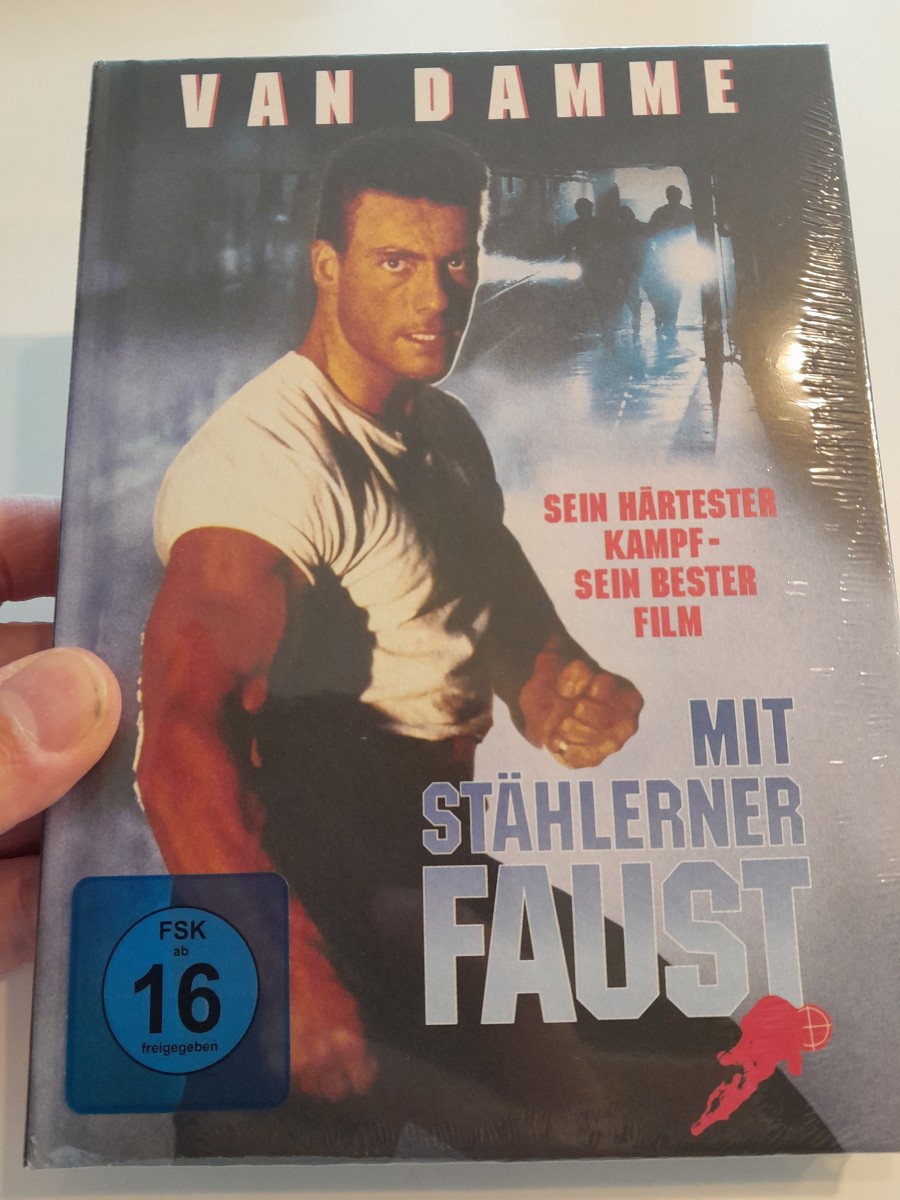 VAN DAMME
SEIN HÄRTESTER
KAMPF-
SEIN BESTER
FILM
MIT
STÄHLERNER
FAUST
FSK
ab
16
freigegeben